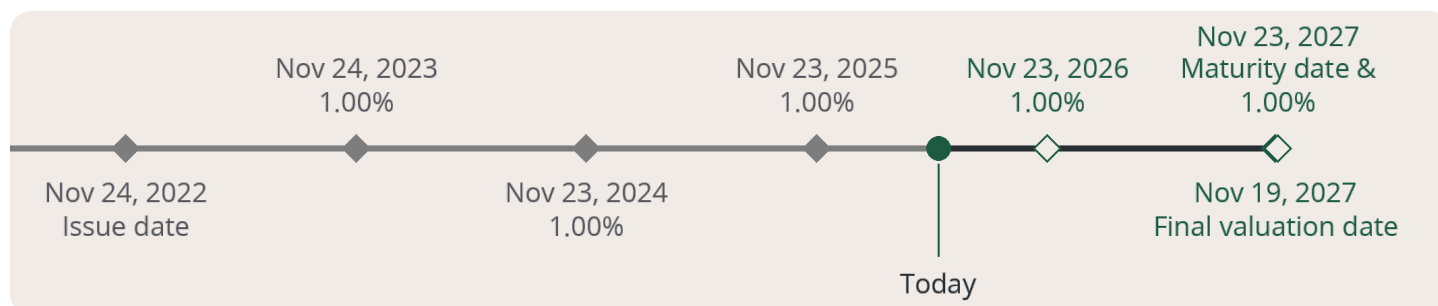 Nov 24, 2022
Issue date
Nov 24, 2023
1.00%
Nov 23, 2024
1.00%
Nov 23, 2025
1.00%
Today
Nov 23, 2026
1.00%
Nov 23, 2027
Maturity date &
1.00%
Nov 19, 2027
Final valuation date